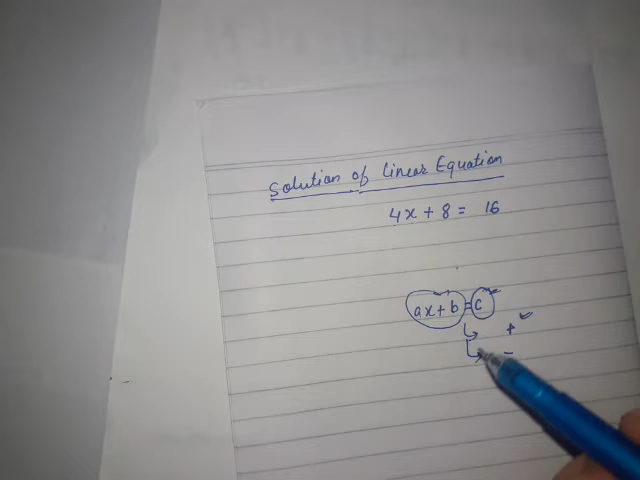 Solution of Linear Equation
4x + 8 = 16
ax + b = c
+
-